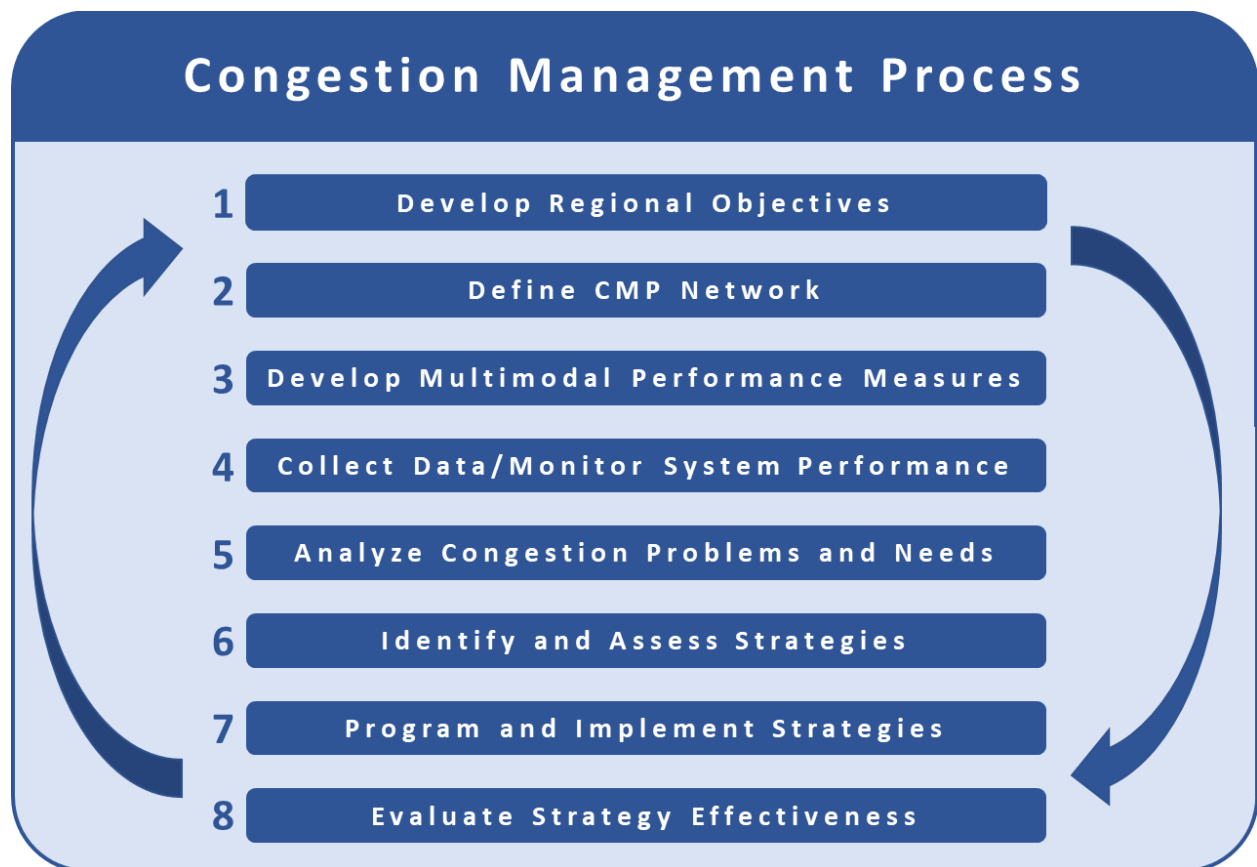 Congestion Management Process
1 Develop Regional Objectives
2 Define CMP Network
3 Develop Multimodal Performance Measures
4 Collect Data/Monitor System Performance
5 Analyze Congestion Problems and Needs
6 Identify and Assess Strategies
7 Program and Implement Strategies
8 Evaluate Strategy Effectiveness